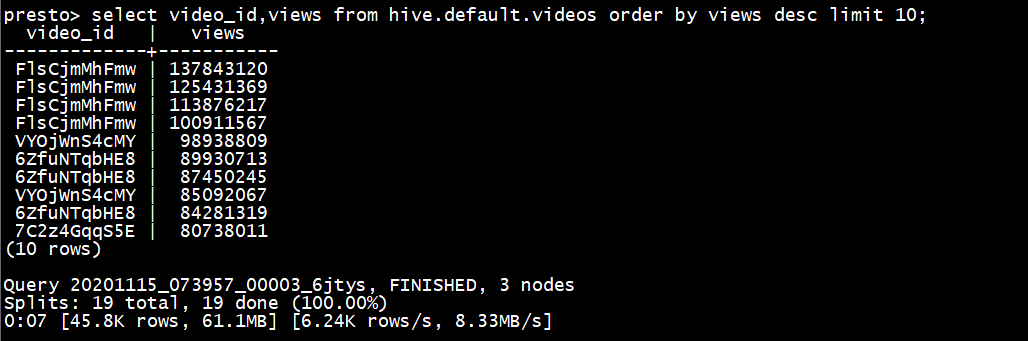 presto> select video_id,views from hive.default.videos order by views desc limit 10;
  video_id   |   views
-------------+-----------
 FlsCjmMhFmw | 137843120
 FlsCjmMhFmw | 125431369
 FlsCjmMhFmw | 113876217
 FlsCjmMhFmw | 100911567
 VYOjWnS4cMY |  98938809
 6ZfuNTqbHE8 |  89930713
 6ZfuNTqbHE8 |  87450245
 VYOjWnS4cMY |  85092067
 6ZfuNTqbHE8 |  84281319
 7C2z4GqqS5E |  80738011
(10 rows)

Query 20201115_073957_00003_6jtys, FINISHED, 3 nodes
Splits: 19 total, 19 done (100.00%)
0:07 [45.8K rows, 61.1MB] [6.24K rows/s, 8.33MB/s]